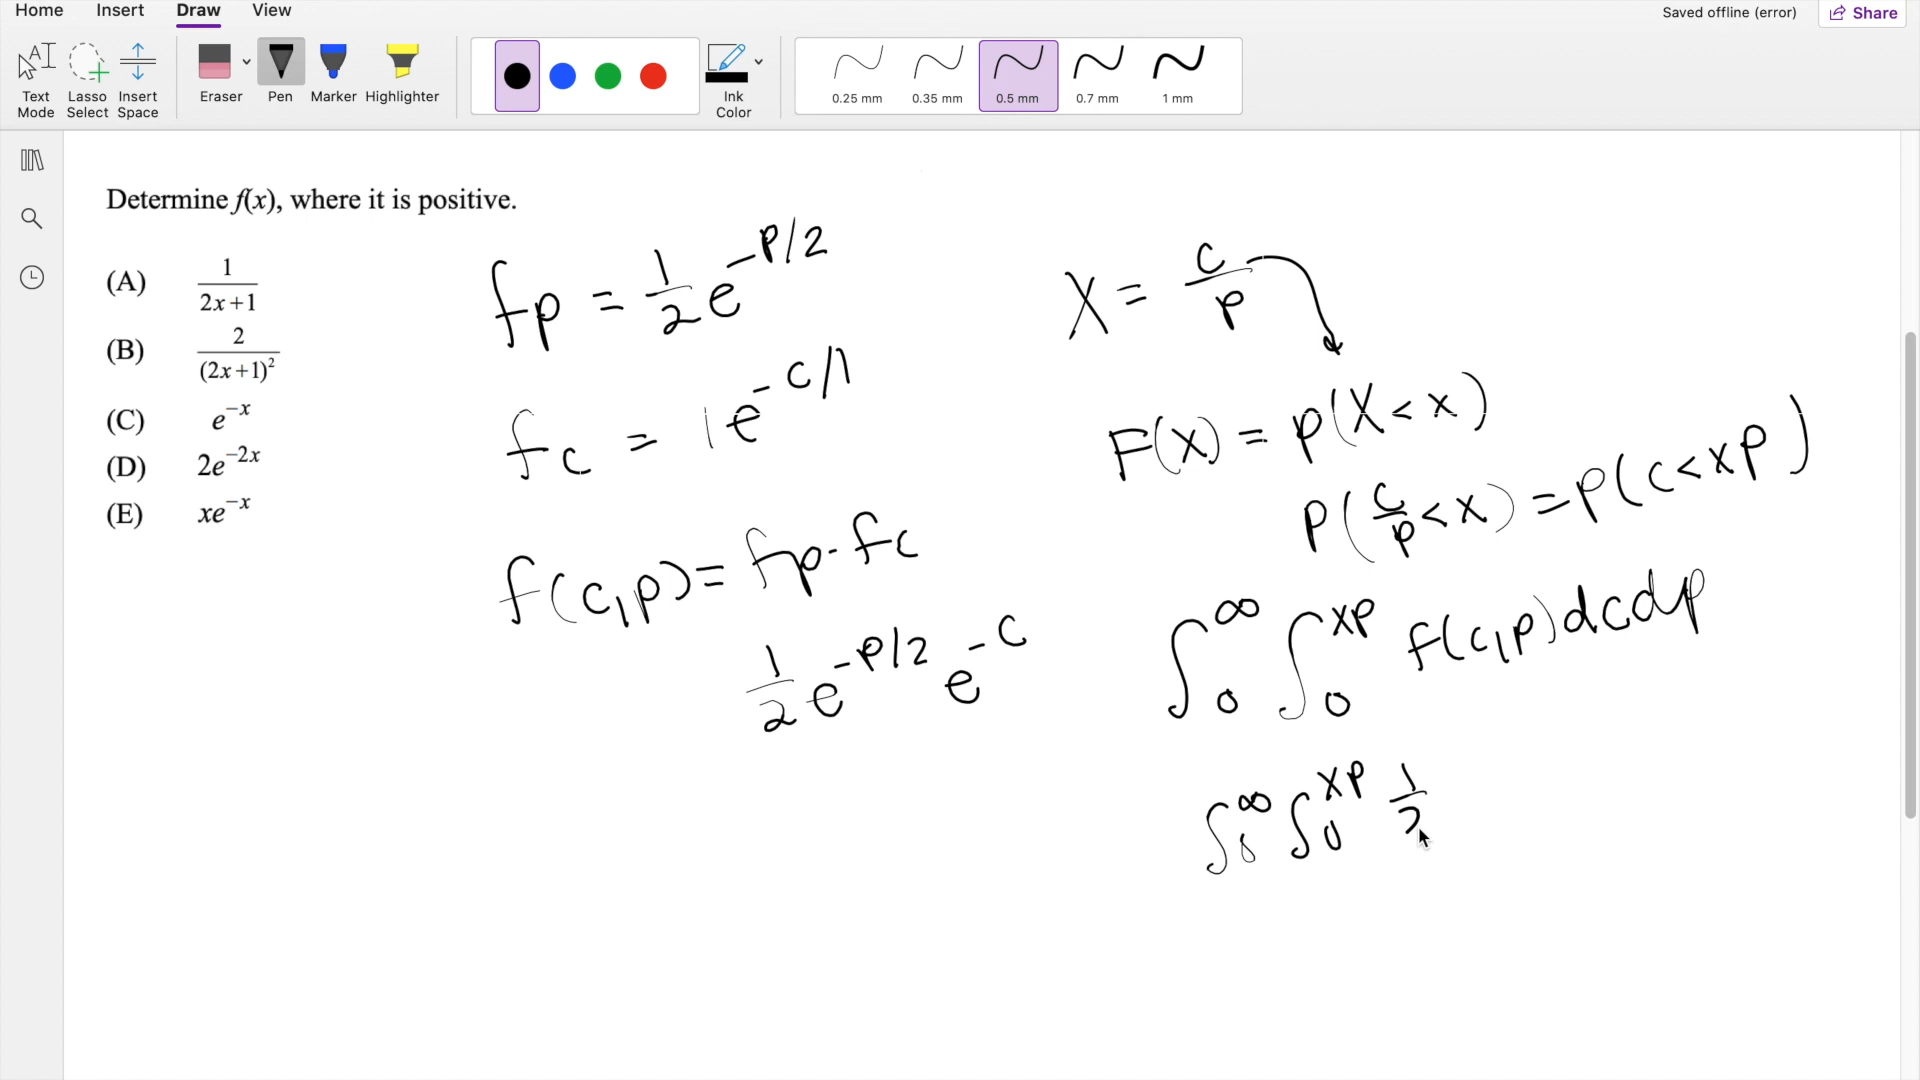 Home Insert Draw View
Saved offline (error) Share
Text Mode
Lasso Select
Insert Space
Eraser
Pen
Marker
Highlighter
Ink Color
0.25 mm
0.35 mm
0.5 mm
0.7 mm
1 mm
Determine f(x), where it is positive.
(A) 1/(2x+1)
(B) 2/(2x+1)²
(C) e^{−x}
(D) 2e^{−2x}
(E) xe^{−x}
fp = 1/2 e^{-P/2}
fc = 1e^{-c/1}
f(c,p) = fp · fc
1/2 e^{-P/2} e^{-c}
X = c/p
F(x) = p(X < x)
P(c/p < x) = p(c < xp)
∫_0^∞ ∫_0^{xp} f(c,p)dcdp
∫_0^∞ ∫_0^{xp} 1/2